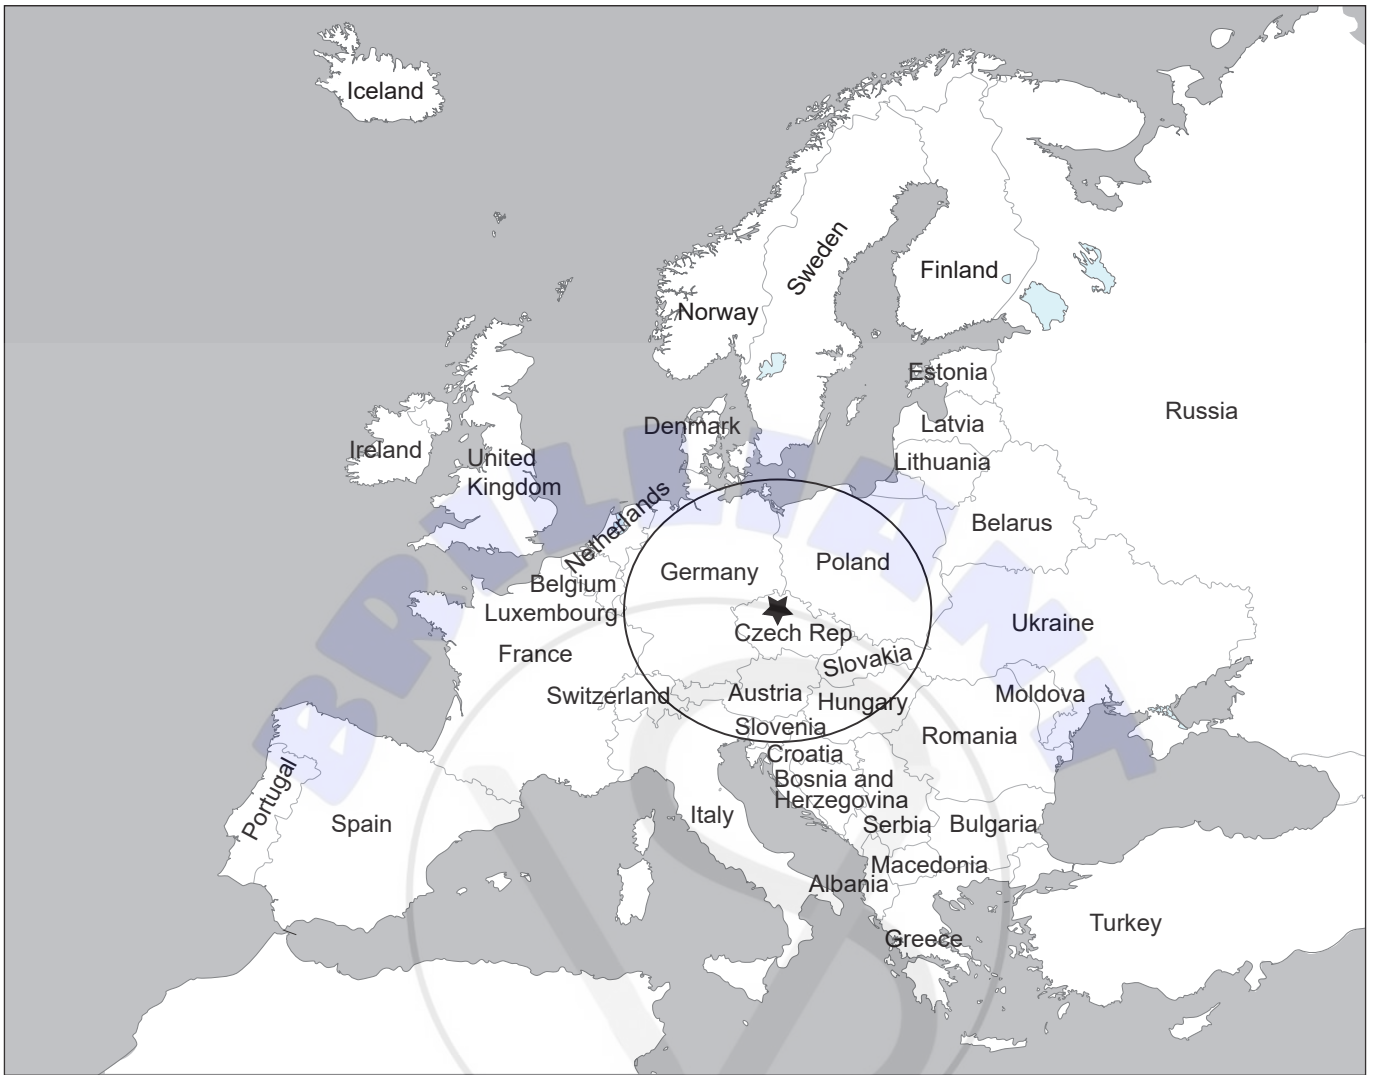 Iceland
Sweden
Finland
Norway
Estonia
Russia
Denmark
Latvia
Ireland
United
Kingdom
Lithuania
Netherlands
Belarus
Belgium
Germany
Poland
Luxembourg
Czech Rep
Ukraine
France
Slovakia
Switzerland
Austria
Hungary
Moldova
Slovenia
Romania
Croatia
Bosnia and
Herzegovina
Portugal
Spain
Italy
Serbia
Bulgaria
Macedonia
Albania
Greece
Turkey
BRILLIANT